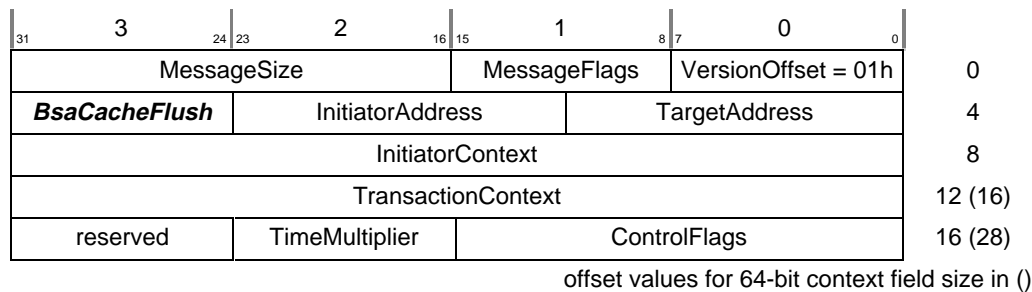 3 2 1 0
31 24 23 16 15 8 7 0
MessageSize MessageFlags VersionOffset = 01h 0
BsaCacheFlush InitiatorAddress TargetAddress 4
InitiatorContext 8
TransactionContext 12 (16)
reserved TimeMultiplier ControlFlags 16 (28)
offset values for 64-bit context field size in ()